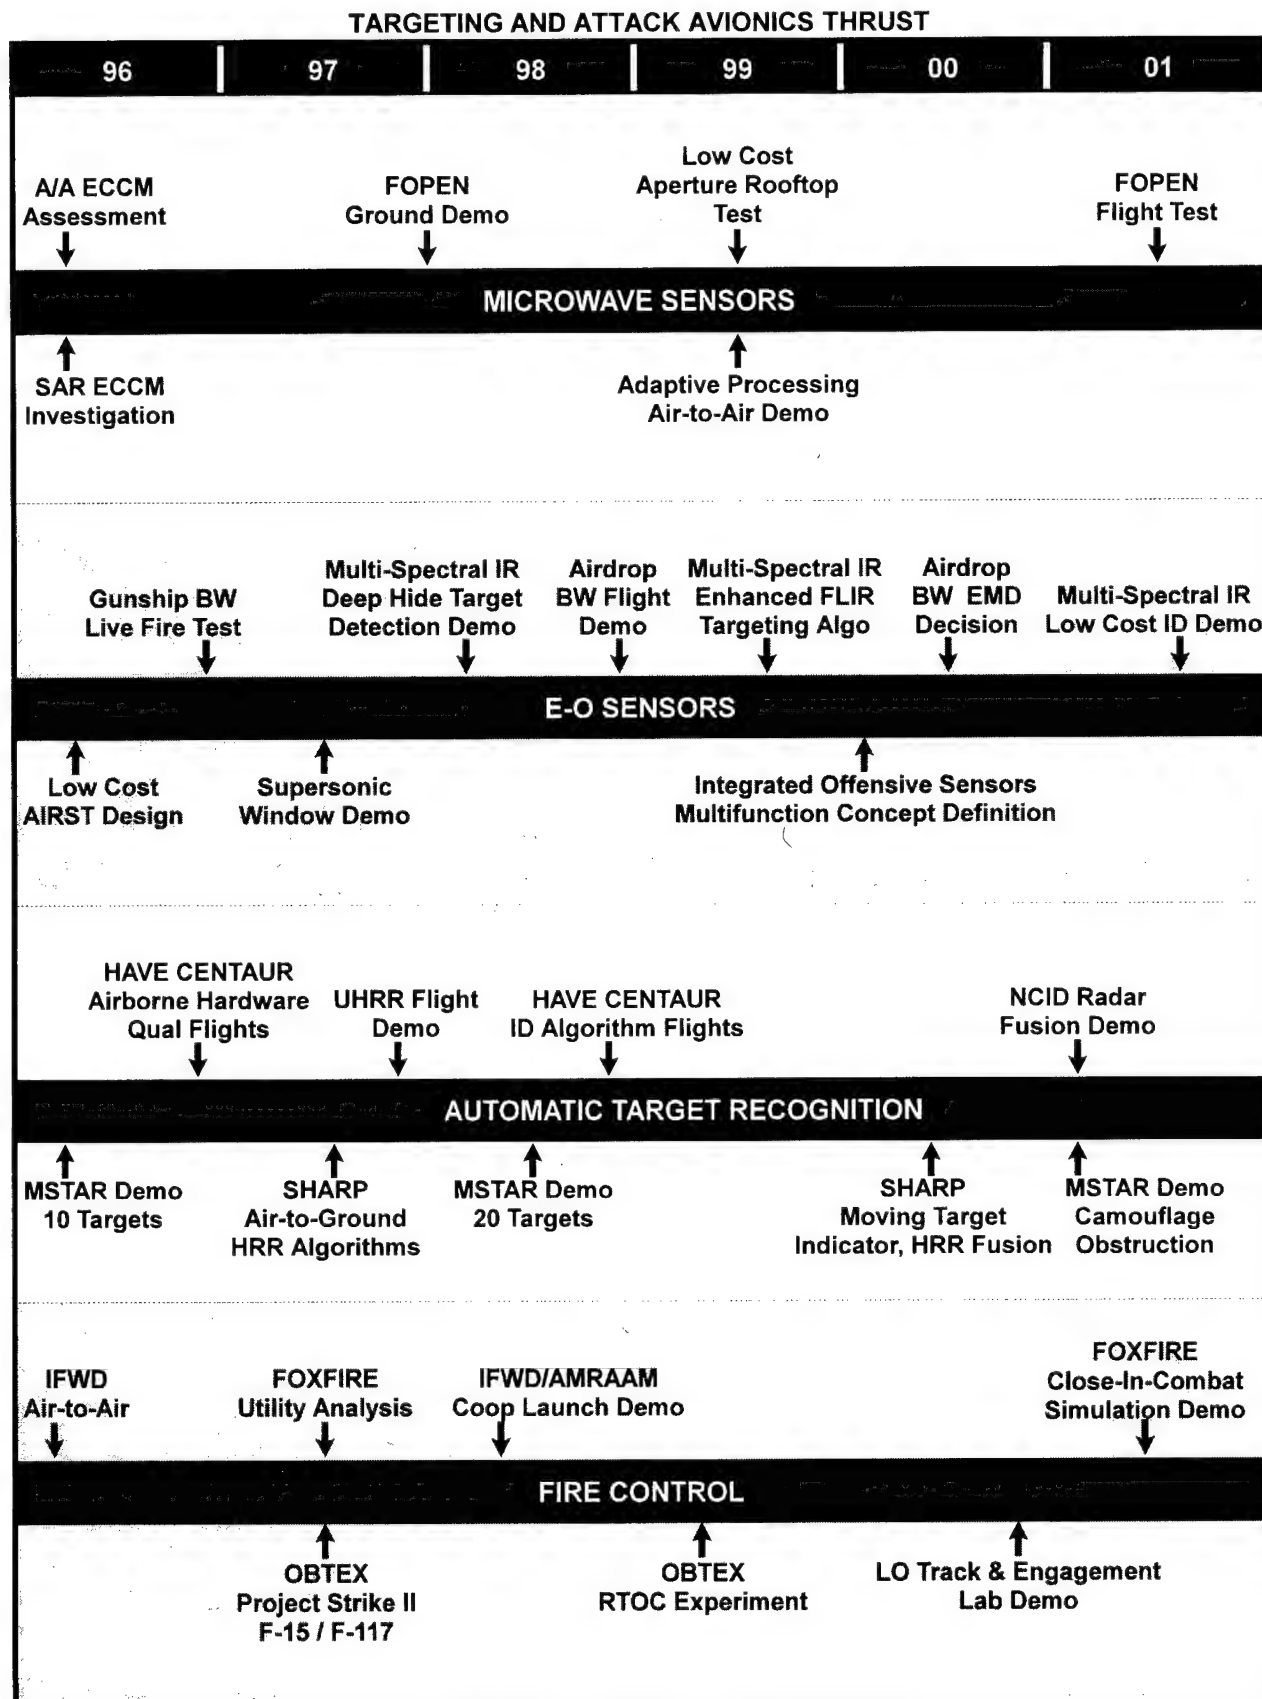 TARGETING AND ATTACK AVIONICS THRUST
96 97 98 99 00 01
A/A ECCM
Assessment
FOPEN
Ground Demo
Low Cost
Aperture Rooftop
Test
FOPEN
Flight Test
MICROWAVE SENSORS
SAR ECCM
Investigation
Adaptive Processing
Air-to-Air Demo
Gunship BW
Live Fire Test
Multi-Spectral IR
Deep Hide Target
Detection Demo
Airdrop
BW Flight
Demo
Multi-Spectral IR
Enhanced FLIR
Targeting Algo
Airdrop
BW EMD
Decision
Multi-Spectral IR
Low Cost ID Demo
E-O SENSORS
Low Cost
AIRST Design
Supersonic
Window Demo
Integrated Offensive Sensors
Multifunction Concept Definition
HAVE CENTAUR
Airborne Hardware
Qual Flights
UHRR Flight
Demo
HAVE CENTAUR
ID Algorithm Flights
NCID Radar
Fusion Demo
AUTOMATIC TARGET RECOGNITION
MSTAR Demo
10 Targets
SHARP
Air-to-Ground
HRR Algorithms
MSTAR Demo
20 Targets
SHARP
Moving Target
Indicator, HRR Fusion
MSTAR Demo
Camouflage
Obstruction
IFWD
Air-to-Air
FOXFIRE
Utility Analysis
IFWD/AMRAAM
Coop Launch Demo
FOXFIRE
Close-In-Combat
Simulation Demo
FIRE CONTROL
OBTEX
Project Strike II
F-15 / F-117
OBTEX
RTOC Experiment
LO Track & Engagement
Lab Demo